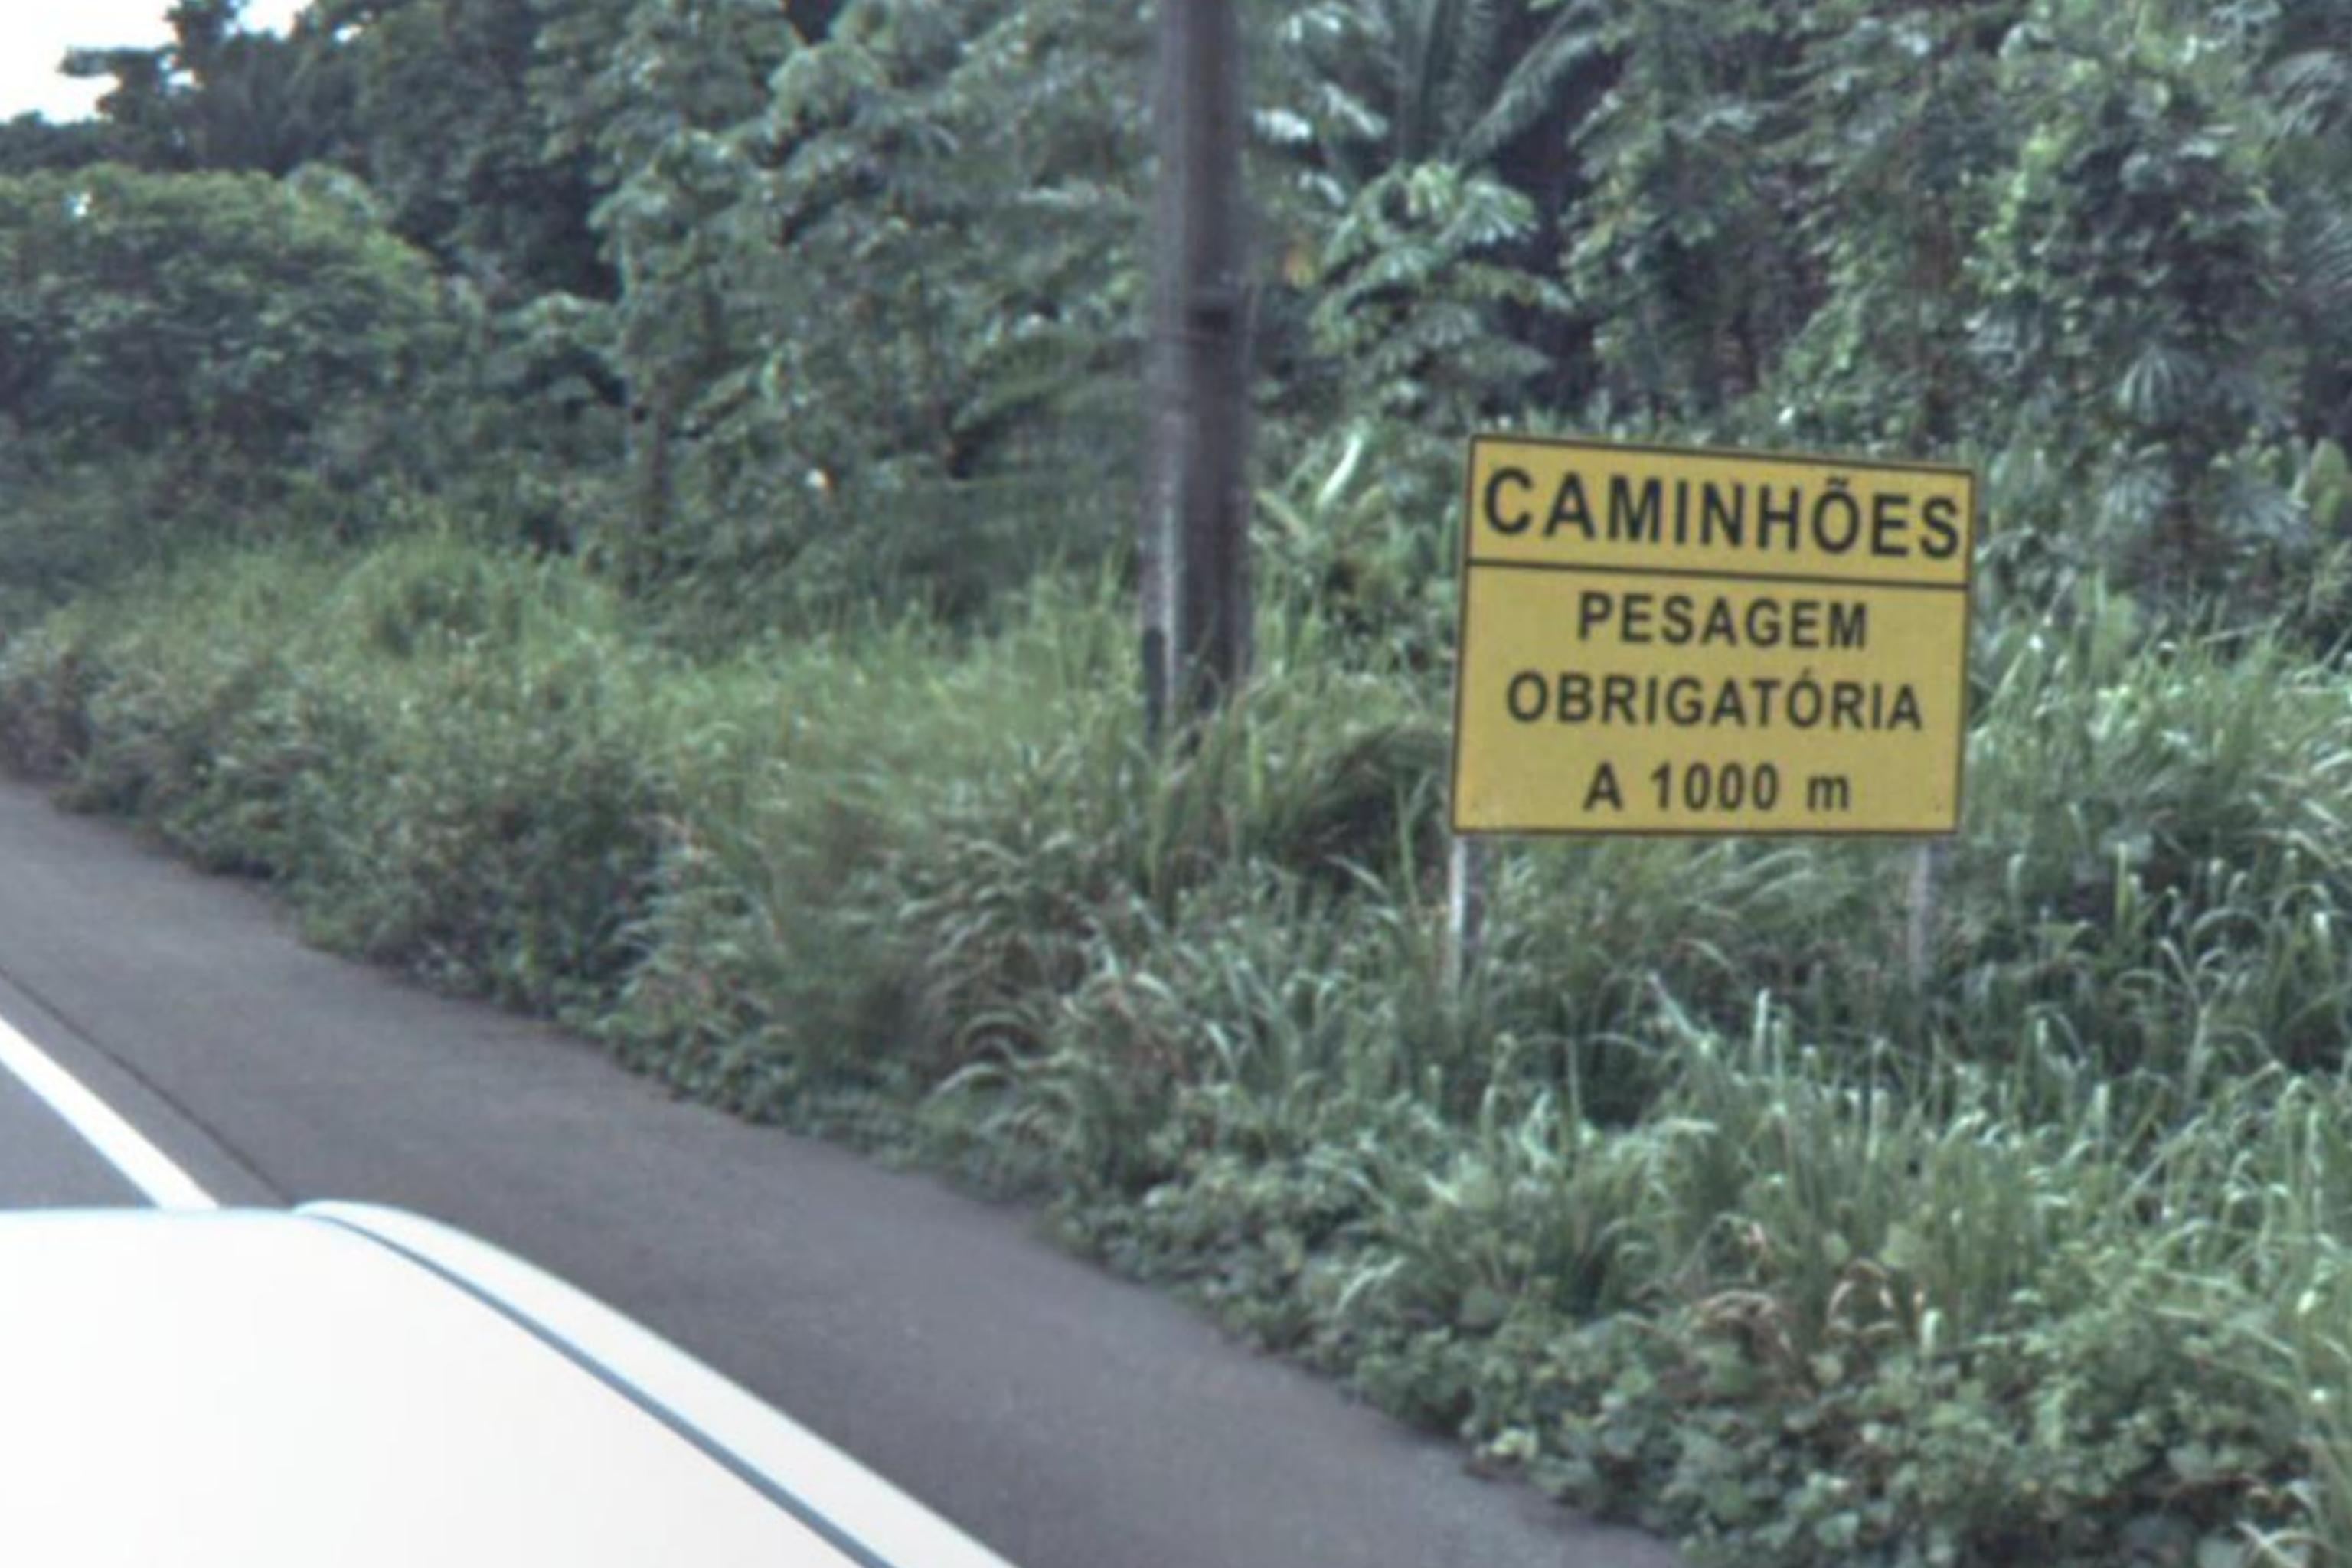 CAMINHÕES
PESAGEM
OBRIGATÓRIA
A 1000 m